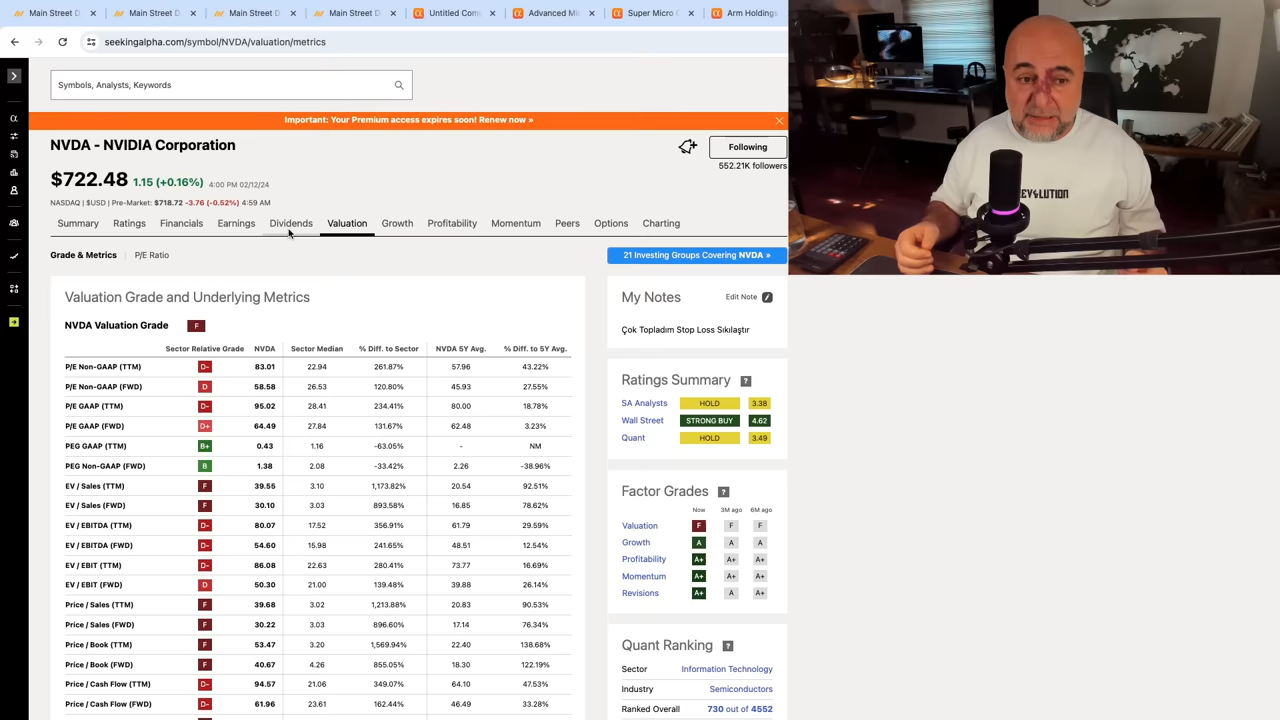 Main Street D
Main Street D
Main Street D
Main Street D
Untitled Com
Advanced Mi
Super Micro C
Arm Holdings
seekingalpha.com/symbol/NVDA/valuation/metrics
Symbols, Analysts, Keywords
Important: Your Premium access expires soon! Renew now »
NVDA - NVIDIA Corporation
Following
$722.48 1.15 (+0.16%) 4:00 PM 02/12/24
552.21K followers
NASDAQ | $USD | Pre-Market: $718.72 -3.76 (-0.52%) 4:59 AM
Summary Ratings Financials Earnings Dividends Valuation Growth Profitability Momentum Peers Options Charting
Grade & Metrics P/E Ratio
21 Investing Groups Covering NVDA »
Valuation Grade and Underlying Metrics
NVDA Valuation Grade F
Sector Relative Grade NVDA Sector Median % Diff. to Sector NVDA 5Y Avg. % Diff. to 5Y Avg.
P/E Non-GAAP (TTM) D- 83.01 22.94 261.87% 57.96 43.22%
P/E Non-GAAP (FWD) D 58.58 26.53 120.80% 45.93 27.55%
P/E GAAP (TTM) D- 95.02 28.41 234.41% 80.00 18.78%
P/E GAAP (FWD) D+ 64.49 27.84 131.67% 62.48 3.23%
PEG GAAP (TTM) B+ 0.43 1.16 -63.05% - NM
PEG Non-GAAP (FWD) B 1.38 2.08 -33.42% 2.26 -38.96%
EV / Sales (TTM) F 39.55 3.10 1,173.82% 20.54 92.51%
EV / Sales (FWD) F 30.10 3.03 893.58% 16.85 78.62%
EV / EBITDA (TTM) D- 80.07 17.52 356.91% 61.79 29.59%
EV / EBITDA (FWD) D- 54.60 15.98 241.65% 48.51 12.54%
EV / EBIT (TTM) D- 86.08 22.63 280.41% 73.77 16.69%
EV / EBIT (FWD) D 50.30 21.00 139.48% 39.88 26.14%
Price / Sales (TTM) F 39.68 3.02 1,213.88% 20.83 90.53%
Price / Sales (FWD) F 30.22 3.03 896.60% 17.14 76.34%
Price / Book (TTM) F 53.47 3.20 1,569.94% 22.40 138.68%
Price / Book (FWD) F 40.67 4.26 855.05% 18.30 122.19%
Price / Cash Flow (TTM) D- 94.57 21.06 349.07% 64.10 47.53%
Price / Cash Flow (FWD) D- 61.96 23.61 162.44% 46.49 33.28%
My Notes
Edit Note
Çok Topladım Stop Loss Sıkılaştır
Ratings Summary ?
SA Analysts HOLD 3.38
Wall Street STRONG BUY 4.62
Quant HOLD 3.49
Factor Grades ?
Now 3M ago 6M ago
Valuation F F F
Growth A A A
Profitability A+ A+ A+
Momentum A+ A+ A+
Revisions A+ A A+
Quant Ranking ?
Sector Information Technology
Industry Semiconductors
Ranked Overall 730 out of 4552